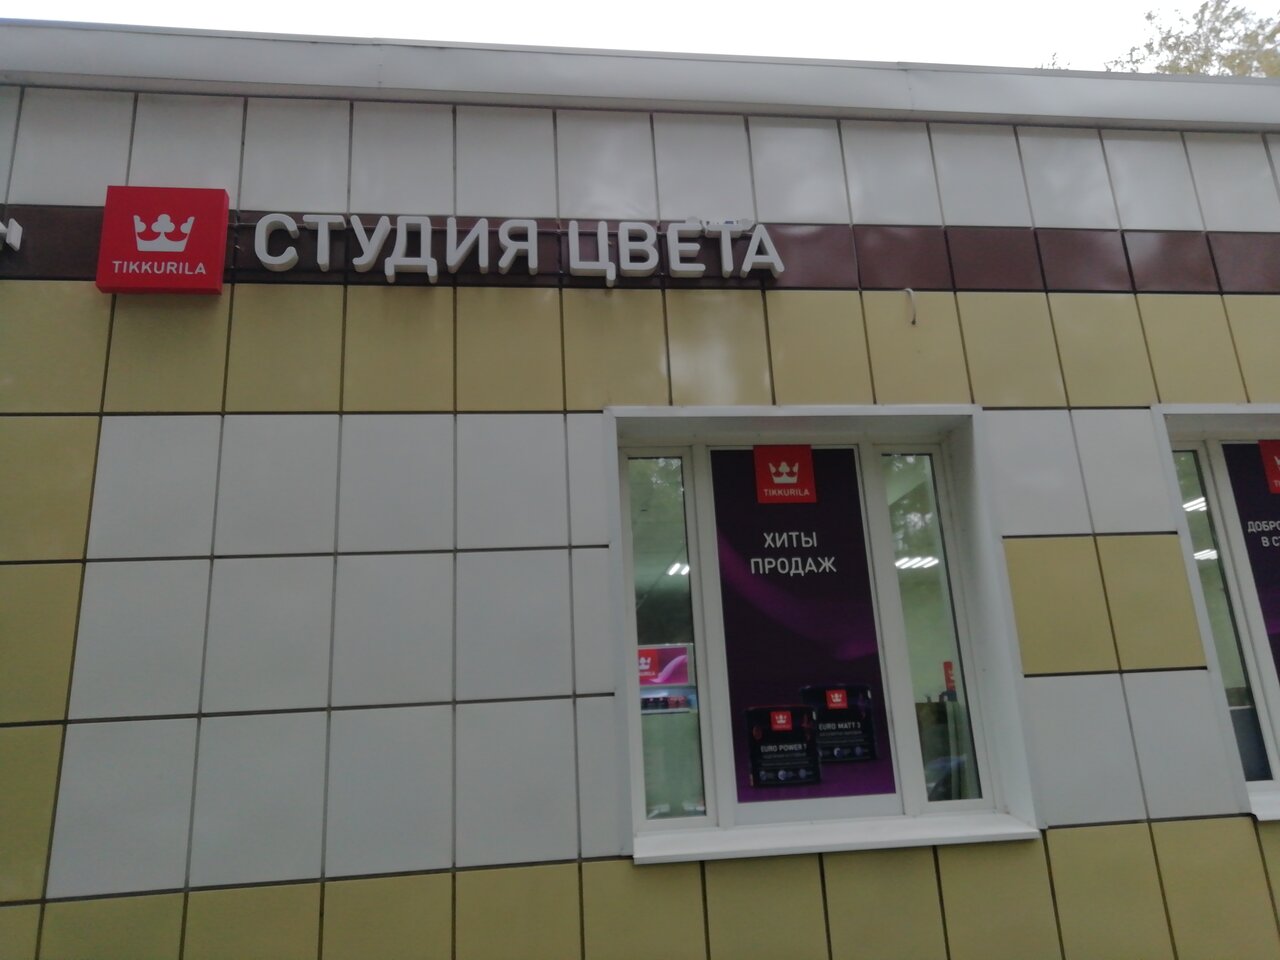 TIKKURILA
СТУДИЯ ЦВЕТА
TIKKURILA
ХИТЫ
ПРОДАЖ
EURO POWER 7
EURO MATT 3